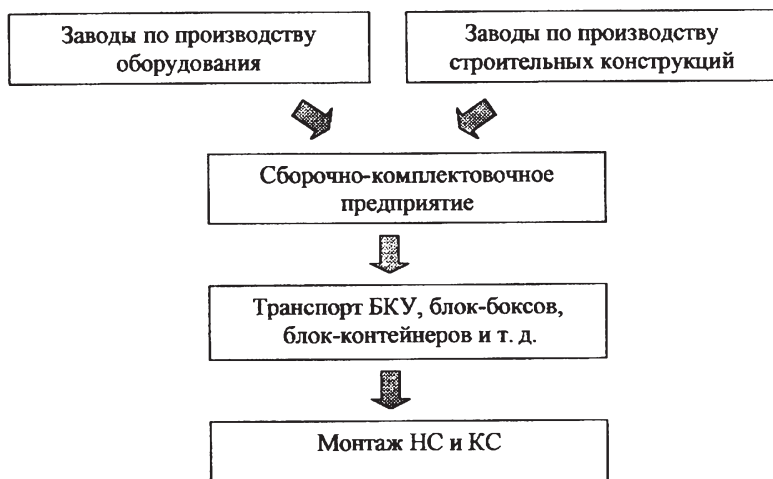 Заводы по производству
оборудования
Заводы по производству
строительных конструкций
Сборочно-комплектовочное
предприятие
Транспорт БКУ, блок-боксов,
блок-контейнеров и т. д.
Монтаж НС и КС